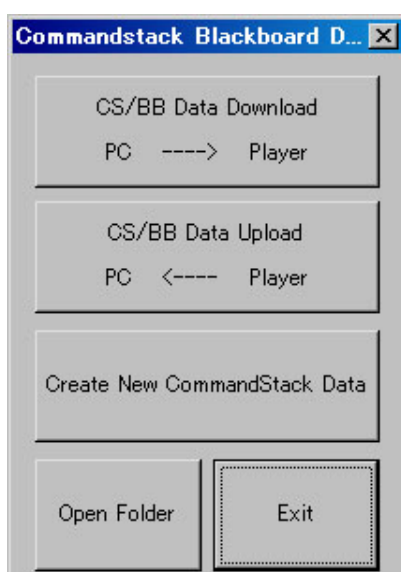 Commandstack Blackboard D...
CS/BB Data Download
PC ----> Player
CS/BB Data Upload
PC <---- Player
Create New CommandStack Data
Open Folder
Exit